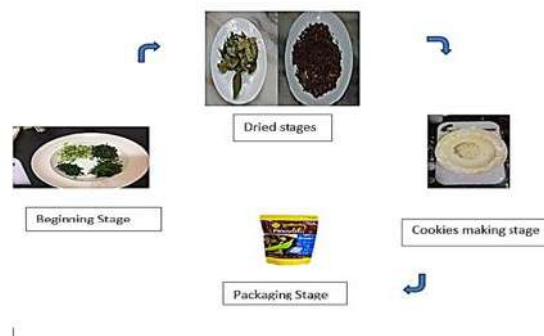 Dried stages
Beginning Stage
Cookies making stage
Packaging Stage